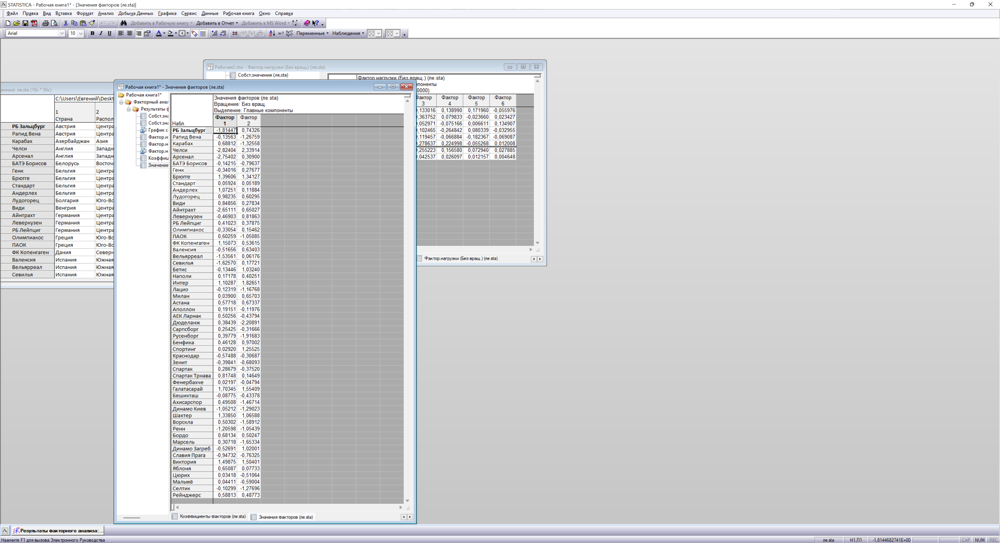 STATISTICA - Рабочая книга1* - [Значения факторов (ле.sta)]
Файл Правка Вид Вставка Формат Анализ Добыча Данных Графика Сервис Данные Рабочая книга Окно Справка
Добавить в Рабочую книгу Добавить в Отчет Добавить в MS Word
Arial 10 B I U Переменные Наблюдения
Рабочая2.stw - Фактор.нагрузки (Без вращ.) (ле.sta)
Собст.значения (ле.sta)
Фактор.нагрузки (Без вращ.) (ле.sta)
поненты
0000)
Фактор 3 Фактор 4 Фактор 5 Фактор 6
,133016 0,138990 0,171960 -0,055976
,363752 0,079833 -0,023660 0,023427
,052971 -0,075166 0,006611 0,134907
,102465 -0,264842 0,080339 -0,032955
,119457 -0,066884 -0,182367 -0,069087
,278637 0,224998 -0,055268 0,012008
,255223 0,156580 0,072940 0,027885
,042537 0,026097 0,012157 0,004648
Фактор.нагрузки (Без вращ.) (ле.sta)
анные: ле.sta (18v * 56c)
C:\Users\Евгений\Deskt
1 2
Страна Распол
РБ Зальцбург Австрия Центра
Рапид Вена Австрия Центра
Карабах Азербайджан Азия
Челси Англия Западн
Арсенал Англия Западн
БАТЭ Борисов Белорусь Восточ
Генк Бельгия Центра
Брюгге Бельгия Центра
Стандарт Бельгия Центра
Андерлех Бельгия Центра
Лудогорец Болгария Юго-Во
Види Венгрия Центра
Айнтрахт Германия Центра
Леверкузен Германия Центра
РБ Лейпциг Германия Центра
Олимпиакос Греция Юго-Во
ПАОК Греция Юго-Во
ФК Копенгаген Дания Северн
Валенсия Испания Южная
Вельярреал Испания Южная
Севилья Испания Южная
Рабочая книга1* - Значения факторов (ле.sta)
Рабочая книга1*
Факторный анал
Результаты ф
Собст.зна
Собст.зна
График с
Фактор.н
Фактор.н
Фактор.н
Коэффиц
Значения
Значения факторов (ле.sta)
Вращение: Без вращ.
Выделение: Главные компоненты
Набл. Фактор 1 Фактор 2
РБ Зальцбург -1,81447 0,74326
Рапид Вена -0,13563 -1,26759
Карабах 0,68812 -1,32558
Челси -2,82404 2,33914
Арсенал -2,75402 0,30900
БАТЭ Борисов -0,14215 -0,79637
Генк -0,34016 0,27677
Брюгге 1,39606 1,34127
Стандарт 0,05924 0,05189
Андерлех 1,07251 0,11884
Лудогорец 0,98235 0,60295
Види 0,84856 0,27834
Айнтрахт -2,65111 0,65027
Леверкузен -0,46903 0,81863
РБ Лейпциг 0,41023 0,37875
Олимпиакос -0,33054 0,15462
ПАОК 0,60259 -1,05085
ФК Копенгаген 1,15073 0,53615
Валенсия -0,51656 0,63403
Вельярреал -1,53561 0,06176
Севилья -1,62570 0,17721
Бетис -0,13446 1,03240
Наполи 0,17178 0,40251
Интер 1,10287 1,82651
Лацио -0,12319 -1,16768
Милан 0,03900 0,65703
Астана 0,57718 0,67337
Аполлон 0,19151 -0,11976
АЕК Ларнак 0,50256 -0,43794
Дюделанж 0,38439 -2,20891
Сарпсборг 0,25425 -0,31666
Русенборг 0,39779 -1,91683
Бенфика 0,46128 0,97002
Спортинг 0,02920 1,25525
Краснодар -0,57488 -0,30687
Зенит -0,39841 -0,68093
Спартак 0,28679 -0,37520
Спартак Трнава 0,81748 0,14649
Фенербахче 0,02197 -0,04794
Галатасарай 1,70345 1,55409
Бешикташ -0,08775 -0,43378
Ахисарспор 0,49508 -1,46714
Динамо Киев -1,05212 -1,29023
Шахтер 1,33850 1,06588
Ворскла 0,50302 -1,58912
Ренн -1,20598 -1,05439
Бордо 0,68134 0,50247
Марсель 0,30718 -1,65334
Динамо Загреб -0,52691 1,02001
Славия Прага -0,94732 -0,76325
Виктория 1,49875 1,50401
Яблоня 0,65087 0,07733
Цюрих 0,03418 -0,51064
Мальмё 0,04411 -0,59004
Селтик -0,10299 -1,27696
Рейнджерс 0,58813 0,48773
Коэффициенты факторов (ле.sta) Значения факторов (ле.sta)
Результаты факторного анализа:...
Нажмите F1 для вызова Электронного Руководства ле.sta Н1,П1 -1,8144682741E+00 CAP NUM REC